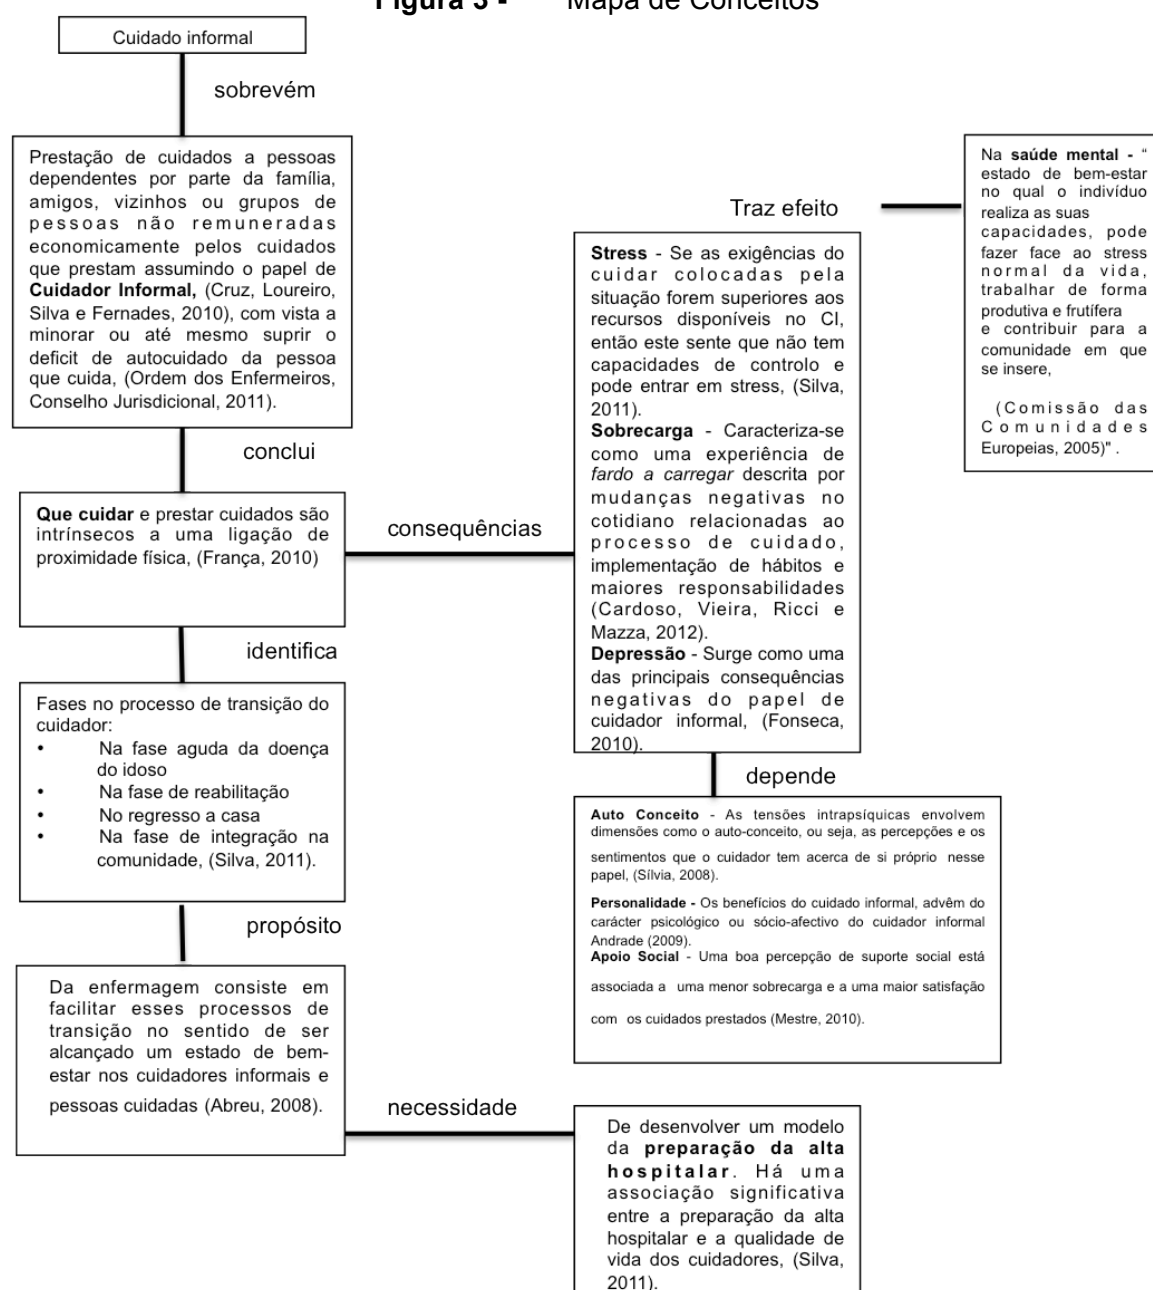 Figura 3 - Mapa de Conceitos
Cuidado informal
sobrevém
Prestação de cuidados a pessoas
dependentes por parte da família,
amigos, vizinhos ou grupos de
pessoas não remuneradas
economicamente pelos cuidados
que prestam assumindo o papel de
Cuidador Informal, (Cruz, Loureiro,
Silva e Fernades, 2010), com vista a
minorar ou até mesmo suprir o
deficit de autocuidado da pessoa
que cuida, (Ordem dos Enfermeiros,
Conselho Jurisdicional, 2011).
conclui
Que cuidar e prestar cuidados são
intrínsecos a uma ligação de
proximidade física, (França, 2010)
identifica
Fases no processo de transição do
cuidador:
• Na fase aguda da doença
do idoso
• Na fase de reabilitação
• No regresso a casa
• Na fase de integração na
comunidade, (Silva, 2011).
propósito
Da enfermagem consiste em
facilitar esses processos de
transição no sentido de ser
alcançado um estado de bem-
estar nos cuidadores informais e
pessoas cuidadas (Abreu, 2008).
consequências
Traz efeito
Stress - Se as exigências do
cuidar colocadas pela
situação forem superiores aos
recursos disponíveis no CI,
então este sente que não tem
capacidades de controlo e
pode entrar em stress, (Silva,
2011).
Sobrecarga - Caracteriza-se
como uma experiência de
fardo a carregar descrita por
mudanças negativas no
cotidiano relacionadas ao
processo de cuidado,
implementação de hábitos e
maiores responsabilidades
(Cardoso, Vieira, Ricci e
Mazza, 2012).
Depressão - Surge como uma
das principais consequências
negativas do papel de
cuidador informal, (Fonseca,
2010).
Na saúde mental - “
estado de bem-estar
no qual o indivíduo
realiza as suas
capacidades, pode
fazer face ao stress
normal da vida,
trabalhar de forma
produtiva e frutífera
e contribuir para a
comunidade em que
se insere,
(Comissão das
Comunidades
Europeias, 2005)" .
depende
Auto Conceito - As tensões intrapsíquicas envolvem
dimensões como o auto-conceito, ou seja, as percepções e os
sentimentos que o cuidador tem acerca de si próprio nesse
papel, (Sílvia, 2008).
Personalidade - Os benefícios do cuidado informal, advêm do
carácter psicológico ou sócio-afectivo do cuidador informal
Andrade (2009).
Apoio Social - Uma boa percepção de suporte social está
associada a uma menor sobrecarga e a uma maior satisfação
com os cuidados prestados (Mestre, 2010).
necessidade
De desenvolver um modelo
da preparação da alta
hospitalar. Há uma
associação significativa
entre a preparação da alta
hospitalar e a qualidade de
vida dos cuidadores, (Silva,
2011).